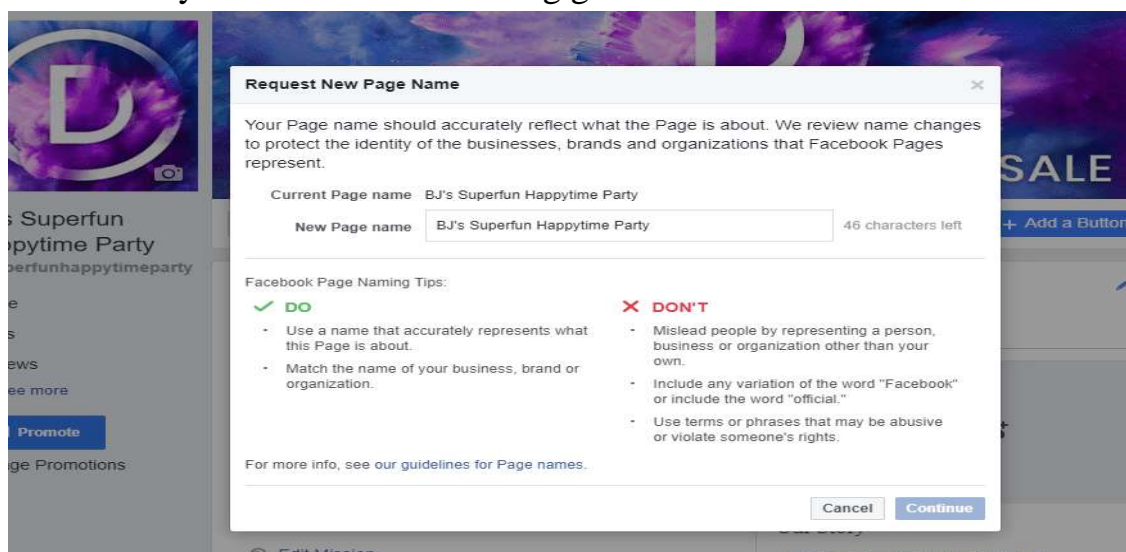 D
SALE
Request New Page Name
Your Page name should accurately reflect what the Page is about. We review name changes
to protect the identity of the businesses, brands and organizations that Facebook Pages
represent.
Current Page name BJ's Superfun Happytime Party
New Page name BJ's Superfun Happytime Party 46 characters left
Superfun
Party
+ Add a Button
Facebook Page Naming Tips:
✓ DO
- Use a name that accurately represents what
this Page is about.
- Match the name of your business, brand or
organization.
✕ DON'T
- Mislead people by representing a person,
business or organization other than your
own.
- Include any variation of the word "Facebook"
or include the word "official."
- Use terms or phrases that may be abusive
or violate someone's rights.
For more info, see our guidelines for Page names.
Cancel Continue
more
Promote
Promotions
Edit Mission